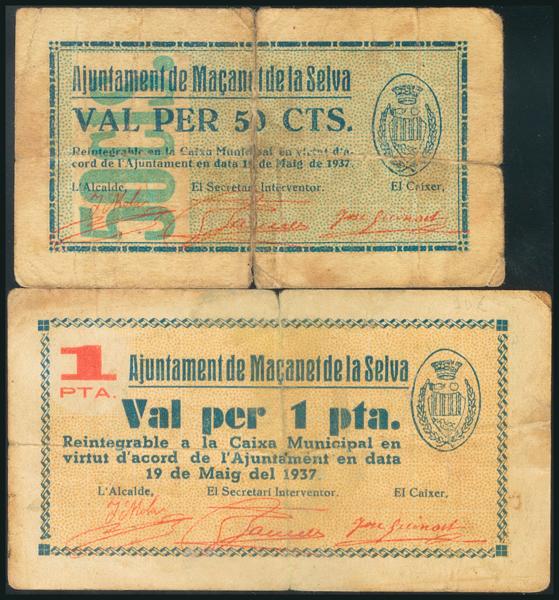 50 C.
Ajuntament de Maçanet de la Selva
VAL PER 50 CTS.
Reintegrable en la Caixa Municipal en virtut d'a-
cord de l'Ajuntament en data 19 de Maig de 1937.
L'Alcalde, El Secretari Interventor. El Caixer,
1
PTA.
Ajuntament de Maçanet de la Selva
Val per 1 pta.
Reintegrable a la Caixa Municipal en
virtut d'acord de l'Ajuntament en data
19 de Maig del 1937.
L'Alcalde, El Secretari Interventor. El Caixer,